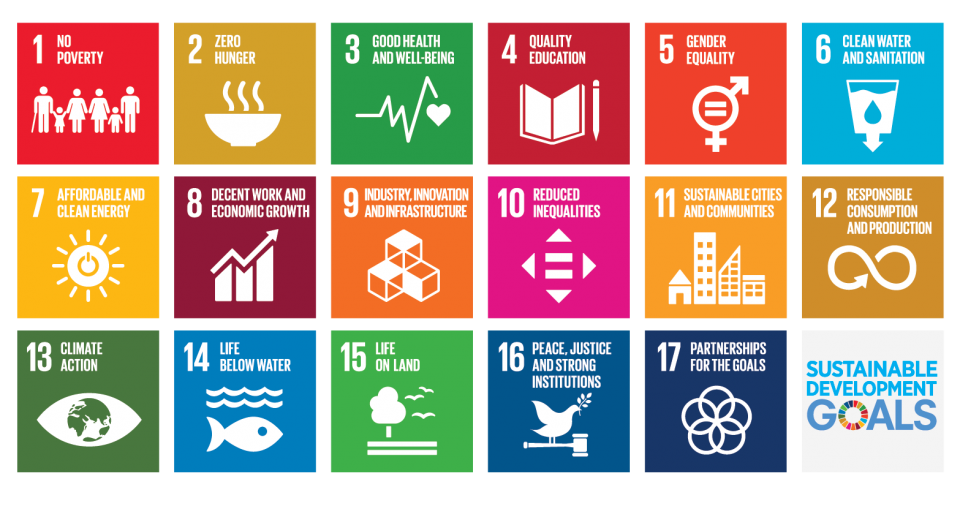 1 NO
POVERTY
2 ZERO
HUNGER
3 GOOD HEALTH
AND WELL-BEING
4 QUALITY
EDUCATION
5 GENDER
EQUALITY
6 CLEAN WATER
AND SANITATION
7 AFFORDABLE AND
CLEAN ENERGY
8 DECENT WORK AND
ECONOMIC GROWTH
9 INDUSTRY, INNOVATION
AND INFRASTRUCTURE
10 REDUCED
INEQUALITIES
11 SUSTAINABLE CITIES
AND COMMUNITIES
12 RESPONSIBLE
CONSUMPTION
AND PRODUCTION
13 CLIMATE
ACTION
14 LIFE
BELOW WATER
15 LIFE
ON LAND
16 PEACE, JUSTICE
AND STRONG
INSTITUTIONS
17 PARTNERSHIPS
FOR THE GOALS
SUSTAINABLE
DEVELOPMENT
GOALS